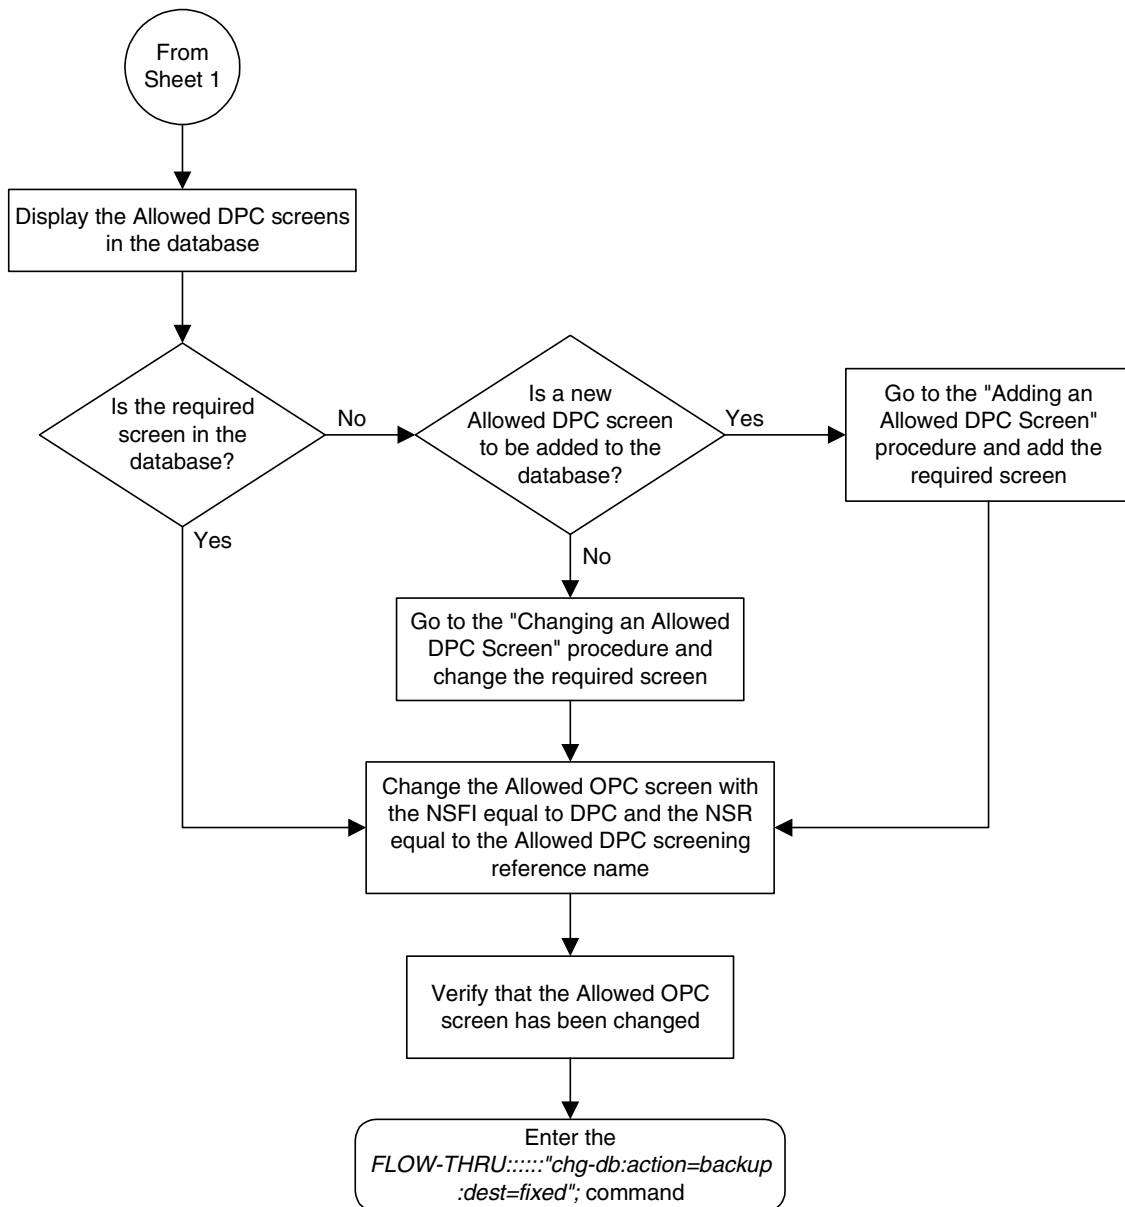 From
Sheet 1
Display the Allowed DPC screens
in the database
Is the required
screen in the
database?
No
Is a new
Allowed DPC screen
to be added to the
database?
Yes
Go to the "Adding an
Allowed DPC Screen"
procedure and add the
required screen
Yes
No
Go to the "Changing an Allowed
DPC Screen" procedure and
change the required screen
Change the Allowed OPC screen with
the NSFI equal to DPC and the NSR
equal to the Allowed DPC screening
reference name
Verify that the Allowed OPC
screen has been changed
Enter the
FLOW-THRU::::::"chg-db:action=backup
:dest=fixed"; command